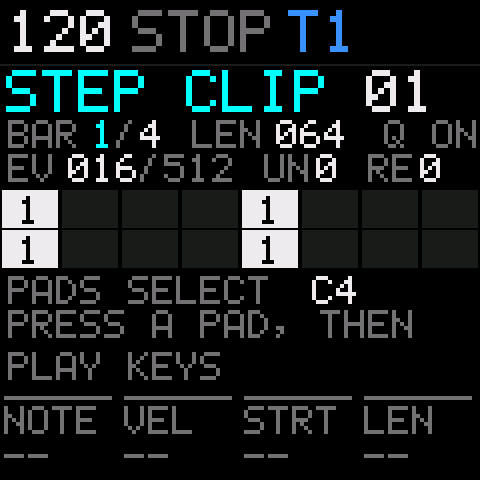 120 STOP T1
STEP CLIP 01
BAR 1/4 LEN 064 Q ON
EV 016/512 UN0 RE0
1 1
1 1
PADS SELECT C4
PRESS A PAD, THEN
PLAY KEYS
NOTE VEL STRT LEN
-- -- -- --